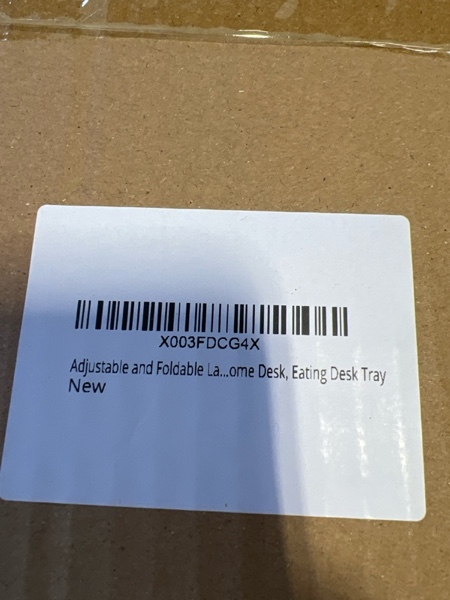 X003FDCG4X
Adjustable and Foldable La...ome Desk, Eating Desk Tray
New